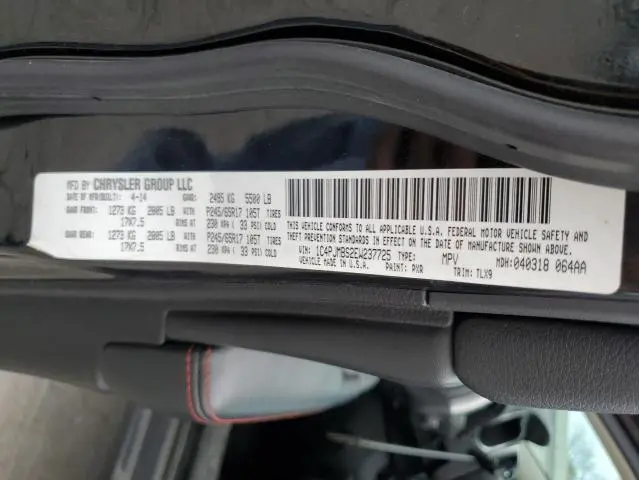 MFD BY CHRYSLER GROUP LLC
DATE OF MFR(BUILT): 4-14 GVWR: 2495 KG 5500 LB
GAWR FRONT: 1273 KG 2805 LB WITH P245/65R17 105T TIRES
17X7.5 RIMS AT 230 KPA ( 33 PSI) COLD
GAWR REAR: 1273 KG 2805 LB WITH P245/65R17 105T TIRES
17X7.5 RIMS AT 230 KPA ( 33 PSI) COLD
THIS VEHICLE CONFORMS TO ALL APPLICABLE U.S.A. FEDERAL MOTOR VEHICLE SAFETY AND
THEFT PREVENTION STANDARDS IN EFFECT ON THE DATE OF MANUFACTURE SHOWN ABOVE.
VIN: 1C4PJMBS2EW237725 TYPE: MPV MDH: 040318 064AA
VEHICLE MADE IN U.S.A. PAINT: PXR TRIM: TLX9